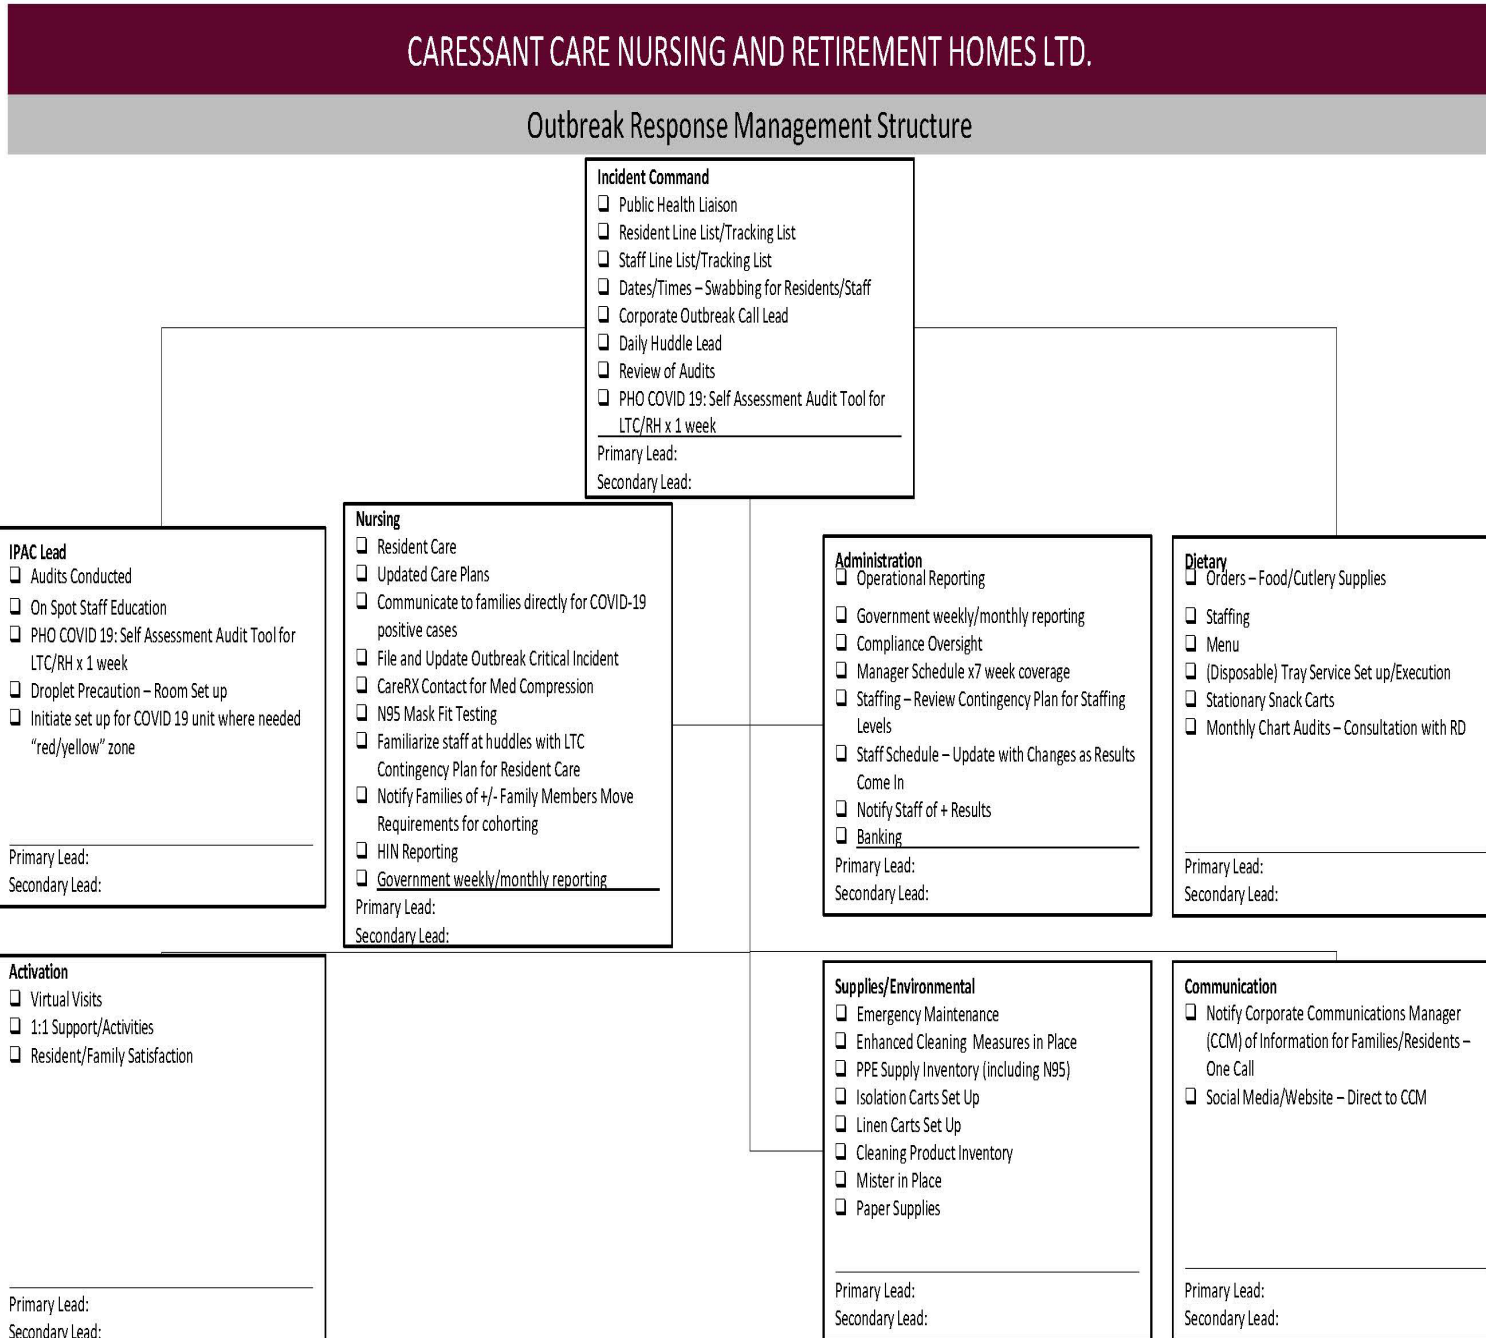 CARESSANT CARE NURSING AND RETIREMENT HOMES LTD.
Outbreak Response Management Structure
Incident Command
❑ Public Health Liaison
❑ Resident Line List/Tracking List
❑ Staff Line List/Tracking List
❑ Dates/Times – Swabbing for Residents/Staff
❑ Corporate Outbreak Call Lead
❑ Daily Huddle Lead
❑ Review of Audits
❑ PHO COVID 19: Self Assessment Audit Tool for
LTC/RH x 1 week
Primary Lead:
Secondary Lead:
IPAC Lead
❑ Audits Conducted
❑ On Spot Staff Education
❑ PHO COVID 19: Self Assessment Audit Tool for
LTC/RH x 1 week
❑ Droplet Precaution – Room Set up
❑ Initiate set up for COVID 19 unit where needed
“red/yellow” zone
Primary Lead:
Secondary Lead:
Nursing
❑ Resident Care
❑ Updated Care Plans
❑ Communicate to families directly for COVID-19
positive cases
❑ File and Update Outbreak Critical Incident
❑ CareRX Contact for Med Compression
❑ N95 Mask Fit Testing
❑ Familiarize staff at huddles with LTC
Contingency Plan for Resident Care
❑ Notify Families of +/- Family Members Move
Requirements for cohorting
❑ HIN Reporting
❑ Government weekly/monthly reporting
Primary Lead:
Secondary Lead:
Administration
❑ Operational Reporting
❑ Government weekly/monthly reporting
❑ Compliance Oversight
❑ Manager Schedule x7 week coverage
❑ Staffing – Review Contingency Plan for Staffing
Levels
❑ Staff Schedule – Update with Changes as Results
Come In
❑ Notify Staff of + Results
❑ Banking
Primary Lead:
Secondary Lead:
Dietary
❑ Orders – Food/Cutlery Supplies
❑ Staffing
❑ Menu
❑ (Disposable) Tray Service Set up/Execution
❑ Stationary Snack Carts
❑ Monthly Chart Audits – Consultation with RD
Primary Lead:
Secondary Lead:
Activation
❑ Virtual Visits
❑ 1:1 Support/Activities
❑ Resident/Family Satisfaction
Primary Lead:
Secondary Lead:
Supplies/Environmental
❑ Emergency Maintenance
❑ Enhanced Cleaning Measures in Place
❑ PPE Supply Inventory (including N95)
❑ Isolation Carts Set Up
❑ Linen Carts Set Up
❑ Cleaning Product Inventory
❑ Mister in Place
❑ Paper Supplies
Primary Lead:
Secondary Lead:
Communication
❑ Notify Corporate Communications Manager
(CCM) of Information for Families/Residents –
One Call
❑ Social Media/Website – Direct to CCM
Primary Lead:
Secondary Lead: